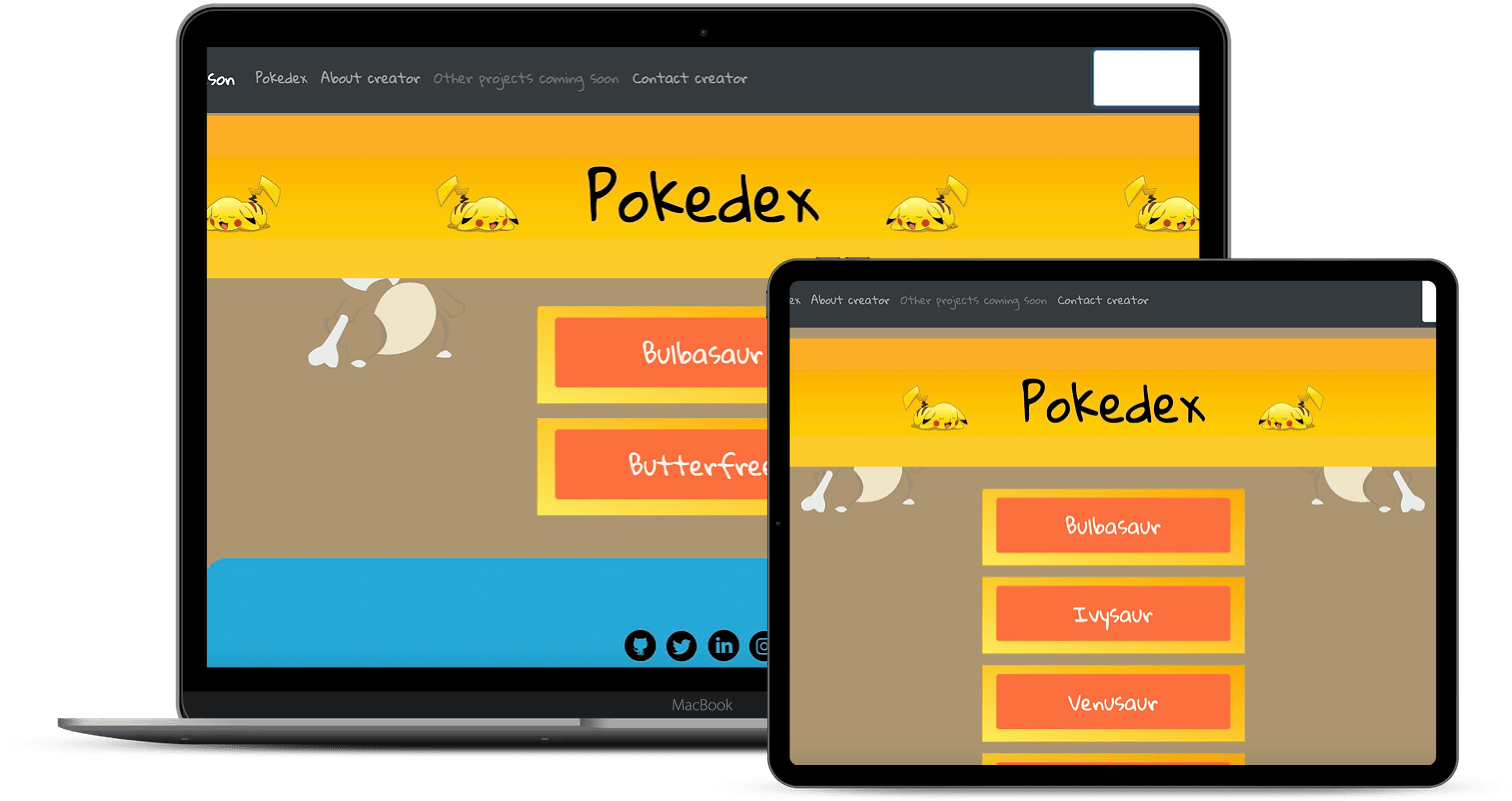 son Pokedex About creator Other projects coming soon Contact creator
Pokedex
Bulbasaur
Butterfree
in
MacBook
ex About creator Other projects coming soon Contact creator
Pokedex
Bulbasaur
Ivysaur
Venusaur